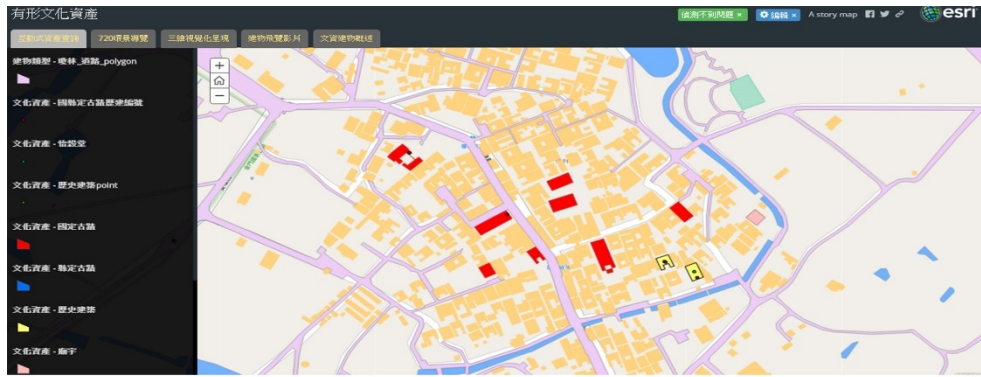 有形文化資產
偵測不到問題 ×
編輯 ×
A story map
esri
互動式資產查詢
720環景導覽
三維視覺化呈現
建物飛覽影片
文資建物概述
建物類型 - 瓊林_道路_polygon
文化資產 - 國縣定古蹟歷建編號
文化資產 - 怡穀堂
文化資產 - 歷史建築point
文化資產 - 國定古蹟
文化資產 - 縣定古蹟
文化資產 - 歷史建築
文化資產 - 廟宇